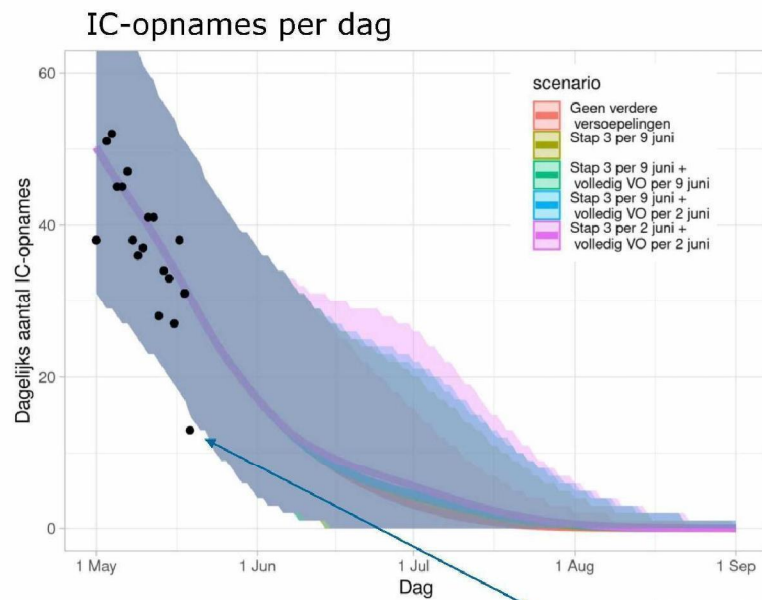 IC-opnames per dag
scenario
Geen verdere
versoepelingen
Stap 3 per 9 juni
Stap 3 per 9 juni +
volledig VO per 9 juni
Stap 3 per 9 juni +
volledig VO per 2 juni
Stap 3 per 2 juni +
volledig VO per 2 juni
Dagelijks aantal IC-opnames
60
40
20
0
1 May
1 Jun
1 Jul
1 Aug
1 Sep
Dag